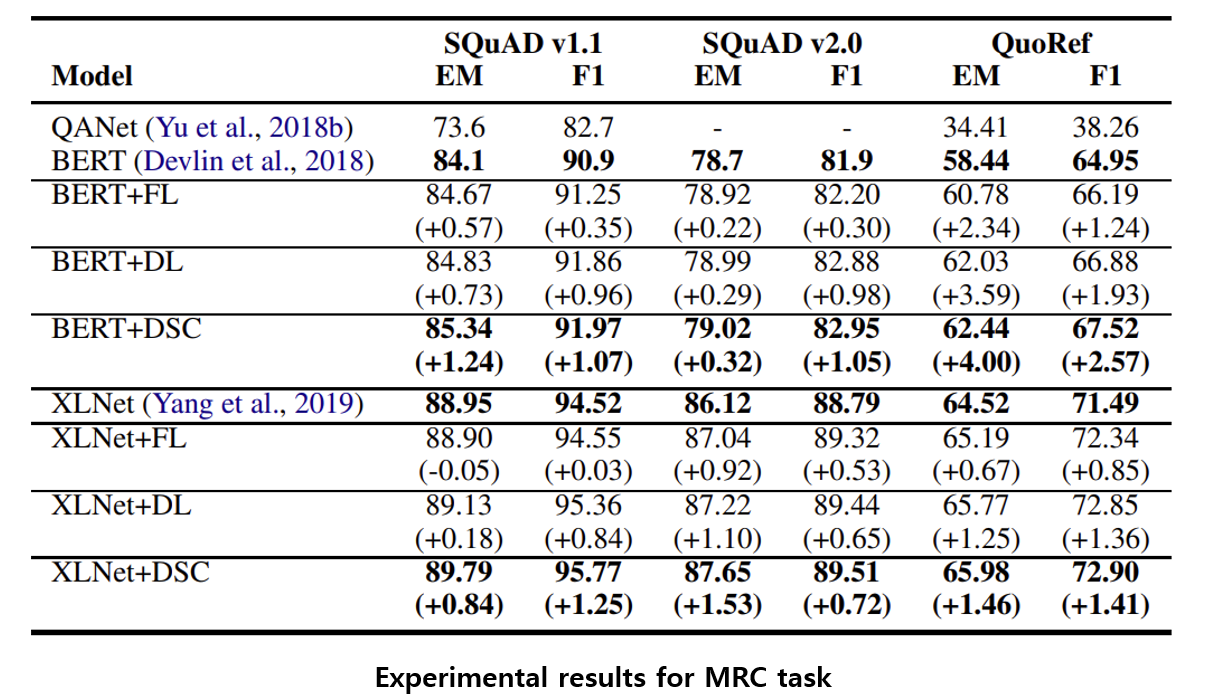 SQuAD v1.1 SQuAD v2.0 QuoRef
Model EM F1 EM F1 EM F1
QANet (Yu et al., 2018b) 73.6 82.7 - - 34.41 38.26
BERT (Devlin et al., 2018) 84.1 90.9 78.7 81.9 58.44 64.95
BERT+FL 84.67 91.25 78.92 82.20 60.78 66.19
(+0.57) (+0.35) (+0.22) (+0.30) (+2.34) (+1.24)
BERT+DL 84.83 91.86 78.99 82.88 62.03 66.88
(+0.73) (+0.96) (+0.29) (+0.98) (+3.59) (+1.93)
BERT+DSC 85.34 91.97 79.02 82.95 62.44 67.52
(+1.24) (+1.07) (+0.32) (+1.05) (+4.00) (+2.57)
XLNet (Yang et al., 2019) 88.95 94.52 86.12 88.79 64.52 71.49
XLNet+FL 88.90 94.55 87.04 89.32 65.19 72.34
(-0.05) (+0.03) (+0.92) (+0.53) (+0.67) (+0.85)
XLNet+DL 89.13 95.36 87.22 89.44 65.77 72.85
(+0.18) (+0.84) (+1.10) (+0.65) (+1.25) (+1.36)
XLNet+DSC 89.79 95.77 87.65 89.51 65.98 72.90
(+0.84) (+1.25) (+1.53) (+0.72) (+1.46) (+1.41)
Experimental results for MRC task